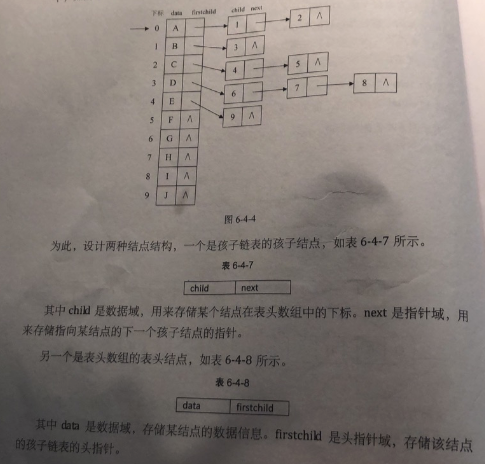 下标 data firstchild child next
0 A 1 2 Λ
1 B 3 Λ
2 C 4 5 Λ
3 D 6 7 8 Λ
4 E 9 Λ
5 F Λ
6 G Λ
7 H Λ
8 I Λ
9 J Λ
图 6-4-4
为此，设计两种结点结构，一个是孩子链表的孩子结点，如表 6-4-7 所示。
表 6-4-7
child next
其中 child 是数据域，用来存储某个结点在表头数组中的下标。next 是指针域，用
来存储指向某结点的下一个孩子结点的指针。
另一个是表头数组的表头结点，如表 6-4-8 所示。
表 6-4-8
data firstchild
其中 data 是数据域，存储某结点的数据信息。firstchild 是头指针域，存储该结点
的孩子链表的头指针。